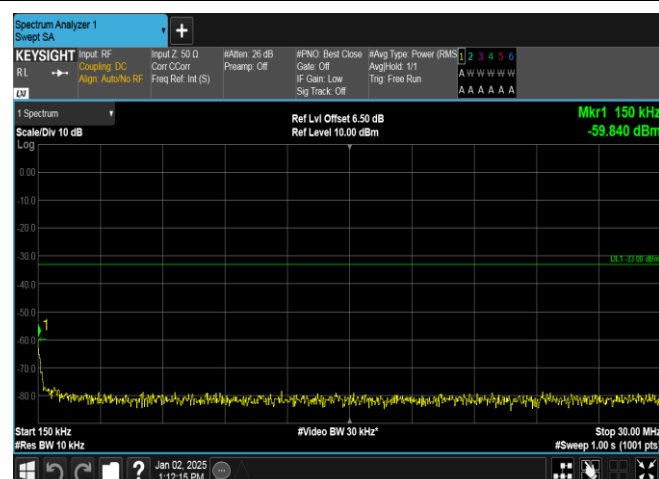 Spectrum Analyzer 1
Swept SA
+
KEYSIGHT
RL
LXI
Input: RF
Coupling: DC
Align: Auto/No RF
Input Z: 50 Ω
Corr CCorr
Freq Ref: Int (S)
#Atten: 26 dB
Preamp: Off
#PNO: Best Close
Gate: Off
IF Gain: Low
Sig Track: Off
#Avg Type: Power (RMS
Avg|Hold: 1/1
Trig: Free Run
1 2 3 4 5 6
A W W W W W
A A A A A A
1 Spectrum
Scale/Div 10 dB
Log
Ref Lvl Offset 6.50 dB
Ref Level 10.00 dBm
Mkr1 150 kHz
-59.840 dBm
0.00
-10.0
-20.0
-30.0
DL1 -33.00 dBm
-40.0
-50.0
1
-60.0
-70.0
-80.0
Start 150 kHz
#Res BW 10 kHz
#Video BW 30 kHz*
Stop 30.00 MHz
#Sweep 1.00 s (1001 pts)
?
Jan 02, 2025
1:12:15 PM